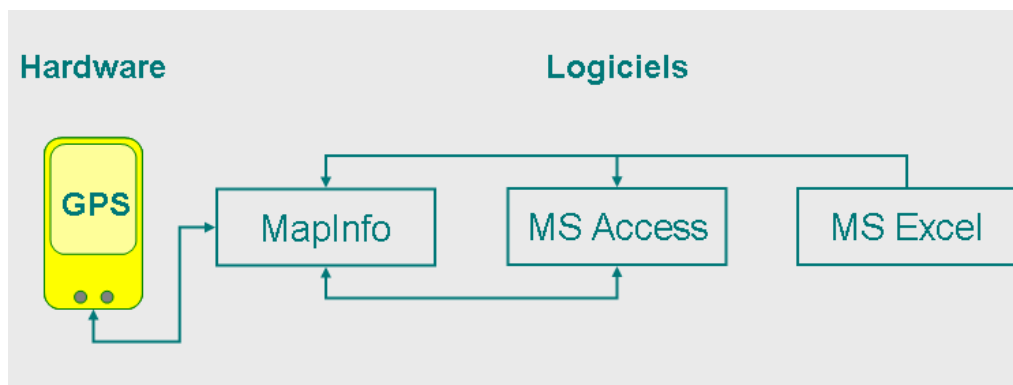 Hardware
Logiciels
GPS
MapInfo
MS Access
MS Excel